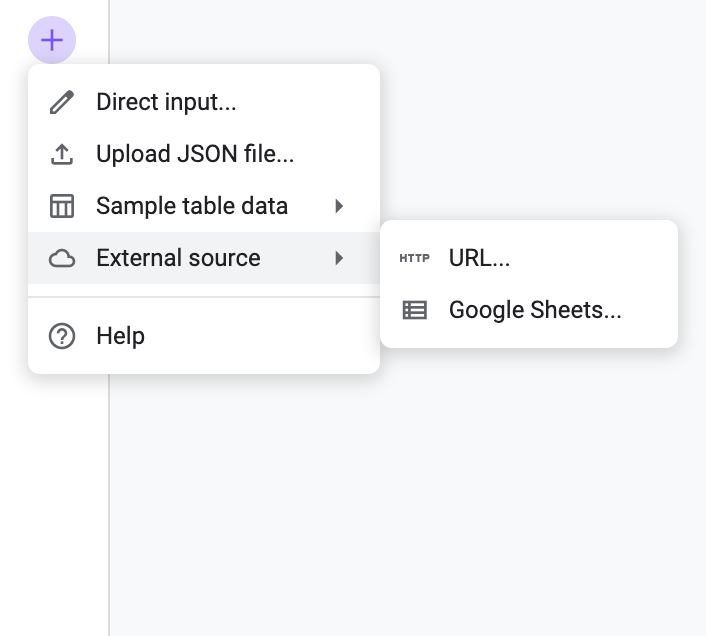 Direct input...
Upload JSON file...
Sample table data
External source
HTTP URL...
Google Sheets...
Help